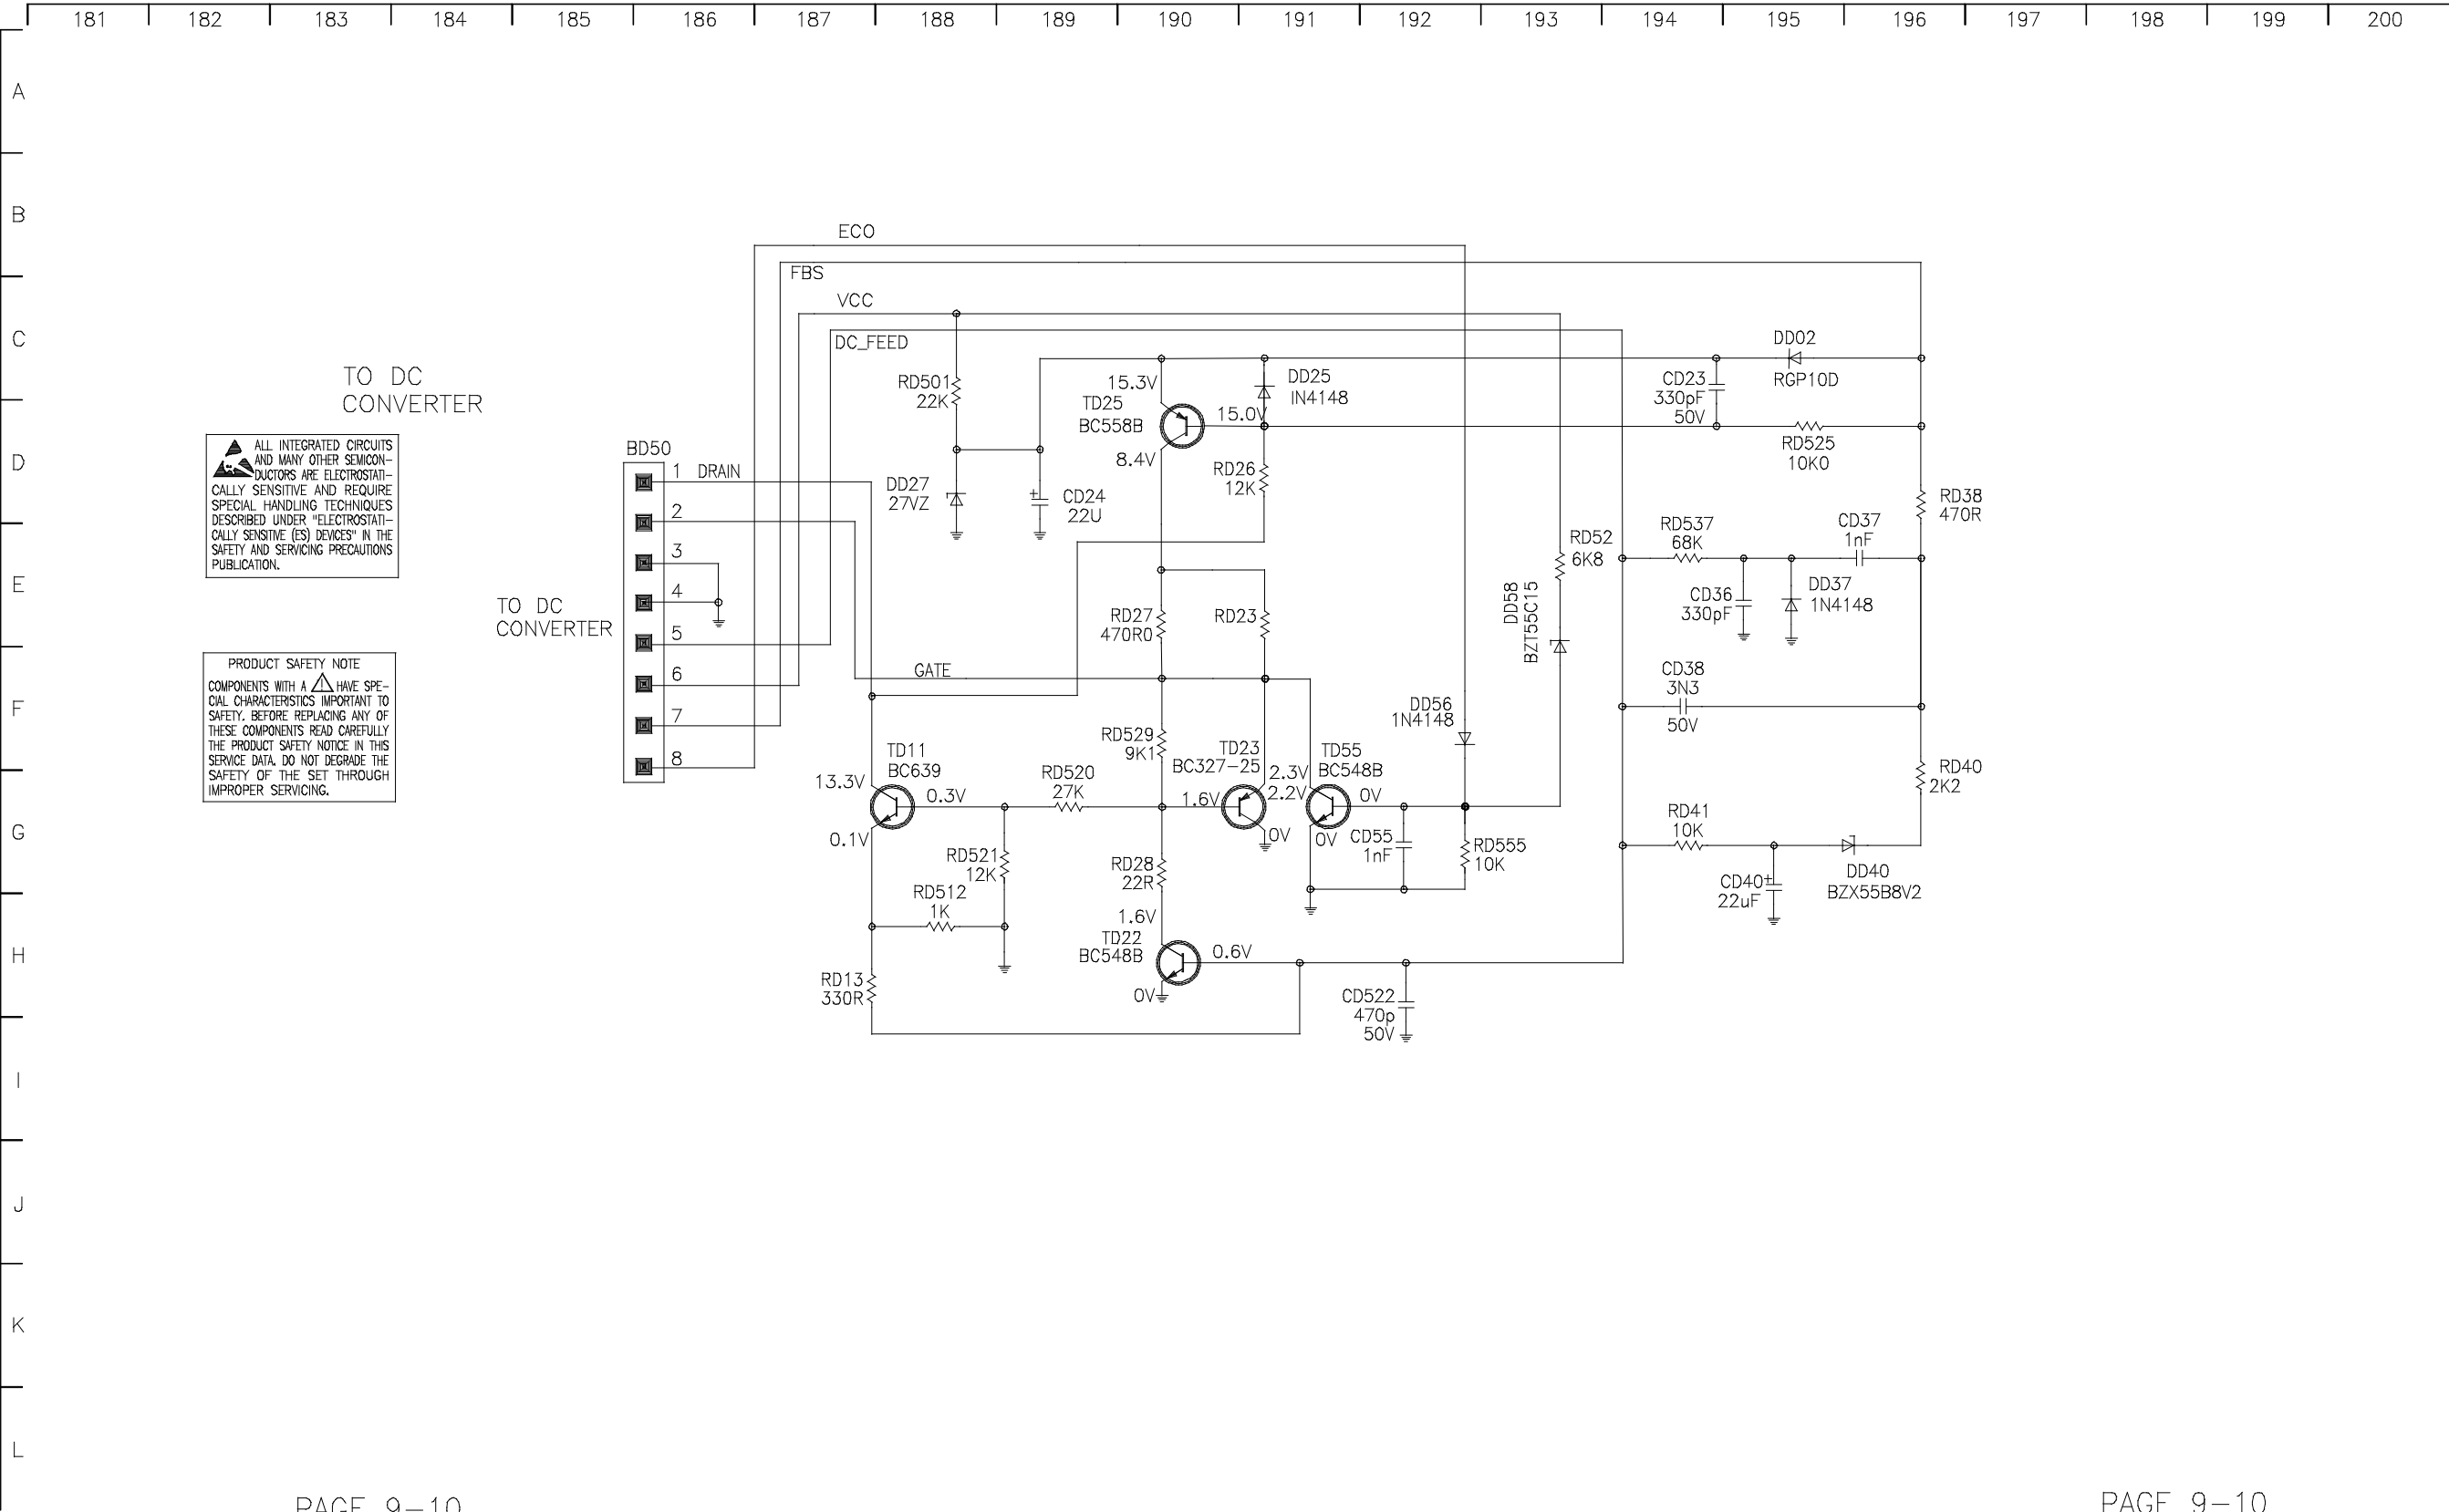 181 182 183 184 185 186 187 188 189 190 191 192 193 194 195 196 197 198 199 200
A
B
C
D
E
F
G
H
I
J
K
L
TO DC
CONVERTER
ALL INTEGRATED CIRCUITS
AND MANY OTHER SEMICON-
DUCTORS ARE ELECTROSTATI-
CALLY SENSITIVE AND REQUIRE
SPECIAL HANDLING TECHNIQUES
DESCRIBED UNDER "ELECTROSTATI-
CALLY SENSITIVE (ES) DEVICES" IN THE
SAFETY AND SERVICING PRECAUTIONS
PUBLICATION.
TO DC
CONVERTER
PRODUCT SAFETY NOTE
COMPONENTS WITH A ! HAVE SPE-
CIAL CHARACTERISTICS IMPORTANT TO
SAFETY. BEFORE REPLACING ANY OF
THESE COMPONENTS READ CAREFULLY
THE PRODUCT SAFETY NOTICE IN THIS
SERVICE DATA. DO NOT DEGRADE THE
SAFETY OF THE SET THROUGH
IMPROPER SERVICING.
BD50
1 DRAIN
2
3
4
5
6
7
8
ECO
FBS
VCC
DC_FEED
GATE
RD501
22K
DD27
27VZ
CD24
22U
15.3V
TD25
BC558B
15.0V
8.4V
DD25
IN4148
RD26
12K
RD27
470R0
RD23
RD529
9K1
TD23
BC327-25
1.6V
2.3V
2.2V
0V
TD55
BC548B
0V
0V
DD56
1N4148
CD55
1nF
RD555
10K
DD58
BZT55C15
RD52
6K8
TD11
BC639
13.3V
0.3V
0.1V
RD520
27K
RD521
12K
RD512
1K
RD13
330R
RD28
22R
1.6V
TD22
BC548B
0.6V
0V
CD522
470p
50V
DD02
RGP10D
CD23
330pF
50V
RD525
10K0
RD38
470R
RD537
68K
CD37
1nF
CD36
330pF
DD37
1N4148
CD38
3N3
50V
RD40
2K2
RD41
10K
CD40+
22uF
DD40
BZX55B8V2
PAGE 9-10
PAGE 9-10